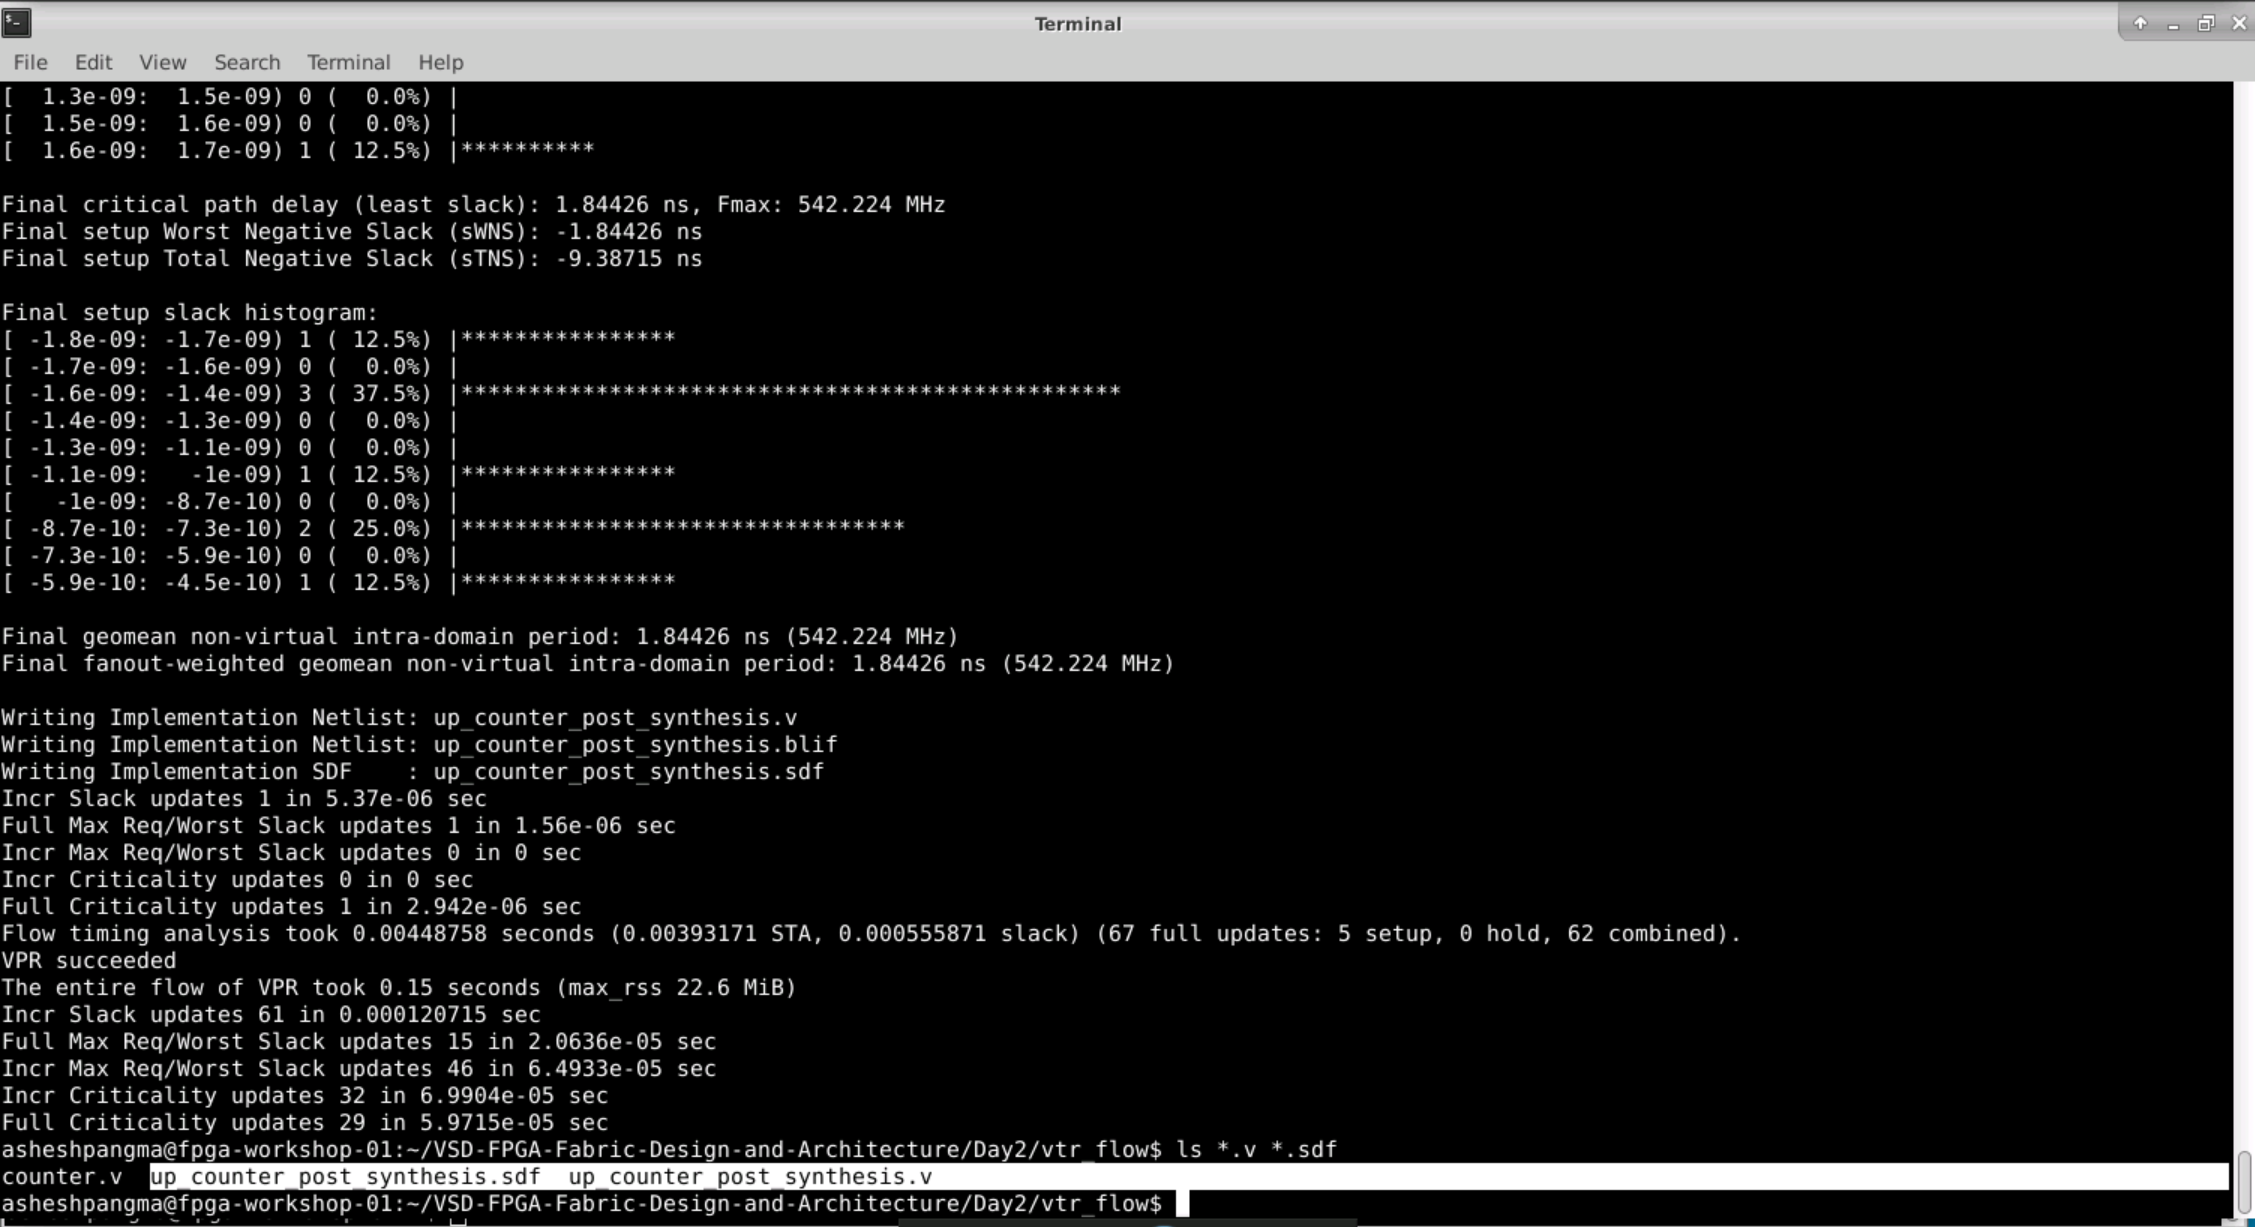 Terminal
File Edit View Search Terminal Help
[  1.3e-09:  1.5e-09) 0 (  0.0%) |
[  1.5e-09:  1.6e-09) 0 (  0.0%) |
[  1.6e-09:  1.7e-09) 1 ( 12.5%) |**********
Final critical path delay (least slack): 1.84426 ns, Fmax: 542.224 MHz
Final setup Worst Negative Slack (sWNS): -1.84426 ns
Final setup Total Negative Slack (sTNS): -9.38715 ns
Final setup slack histogram:
[ -1.8e-09: -1.7e-09) 1 ( 12.5%) |****************
[ -1.7e-09: -1.6e-09) 0 (  0.0%) |
[ -1.6e-09: -1.4e-09) 3 ( 37.5%) |*************************************************
[ -1.4e-09: -1.3e-09) 0 (  0.0%) |
[ -1.3e-09: -1.1e-09) 0 (  0.0%) |
[ -1.1e-09:   -1e-09) 1 ( 12.5%) |****************
[   -1e-09: -8.7e-10) 0 (  0.0%) |
[ -8.7e-10: -7.3e-10) 2 ( 25.0%) |*********************************
[ -7.3e-10: -5.9e-10) 0 (  0.0%) |
[ -5.9e-10: -4.5e-10) 1 ( 12.5%) |****************
Final geomean non-virtual intra-domain period: 1.84426 ns (542.224 MHz)
Final fanout-weighted geomean non-virtual intra-domain period: 1.84426 ns (542.224 MHz)
Writing Implementation Netlist: up_counter_post_synthesis.v
Writing Implementation Netlist: up_counter_post_synthesis.blif
Writing Implementation SDF    : up_counter_post_synthesis.sdf
Incr Slack updates 1 in 5.37e-06 sec
Full Max Req/Worst Slack updates 1 in 1.56e-06 sec
Incr Max Req/Worst Slack updates 0 in 0 sec
Incr Criticality updates 0 in 0 sec
Full Criticality updates 1 in 2.942e-06 sec
Flow timing analysis took 0.00448758 seconds (0.00393171 STA, 0.000555871 slack) (67 full updates: 5 setup, 0 hold, 62 combined).
VPR succeeded
The entire flow of VPR took 0.15 seconds (max_rss 22.6 MiB)
Incr Slack updates 61 in 0.000120715 sec
Full Max Req/Worst Slack updates 15 in 2.0636e-05 sec
Incr Max Req/Worst Slack updates 46 in 6.4933e-05 sec
Incr Criticality updates 32 in 6.9904e-05 sec
Full Criticality updates 29 in 5.9715e-05 sec
asheshpangma@fpga-workshop-01:~/VSD-FPGA-Fabric-Design-and-Architecture/Day2/vtr_flow$ ls *.v *.sdf
counter.v  up_counter_post_synthesis.sdf  up_counter_post_synthesis.v
asheshpangma@fpga-workshop-01:~/VSD-FPGA-Fabric-Design-and-Architecture/Day2/vtr_flow$